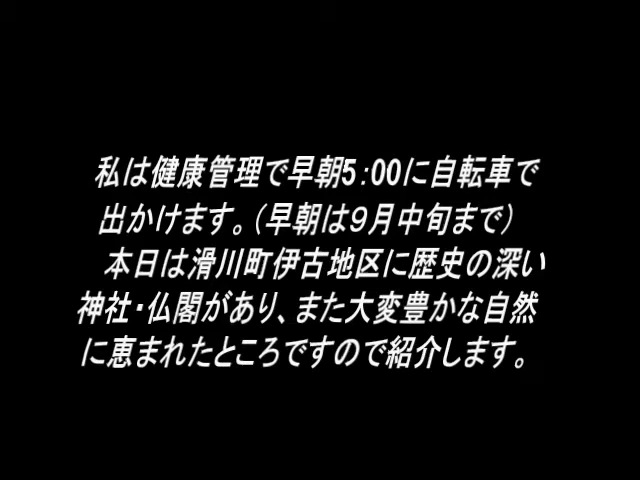 私は健康管理で早朝5:00に自転車で
出かけます。(早朝は9月中旬まで)
本日は滑川町伊古地区に歴史の深い
神社・仏閣があり、また大変豊かな自然
に恵まれたところですので紹介します。